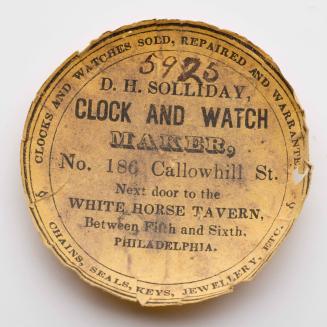 CLOCKS AND WATCHES SOLD, REPAIRED AND WARRANTE
5925
D. H. SOLLIDAY,
CLOCK AND WATCH
MAKER,
No. 186 Callowhill St.
Next door to the
WHITE HORSE TAVERN,
Between Fifth and Sixth,
PHILADELPHIA.
CHAINS, SEALS, KEYS, JEWELLERY, ETC.